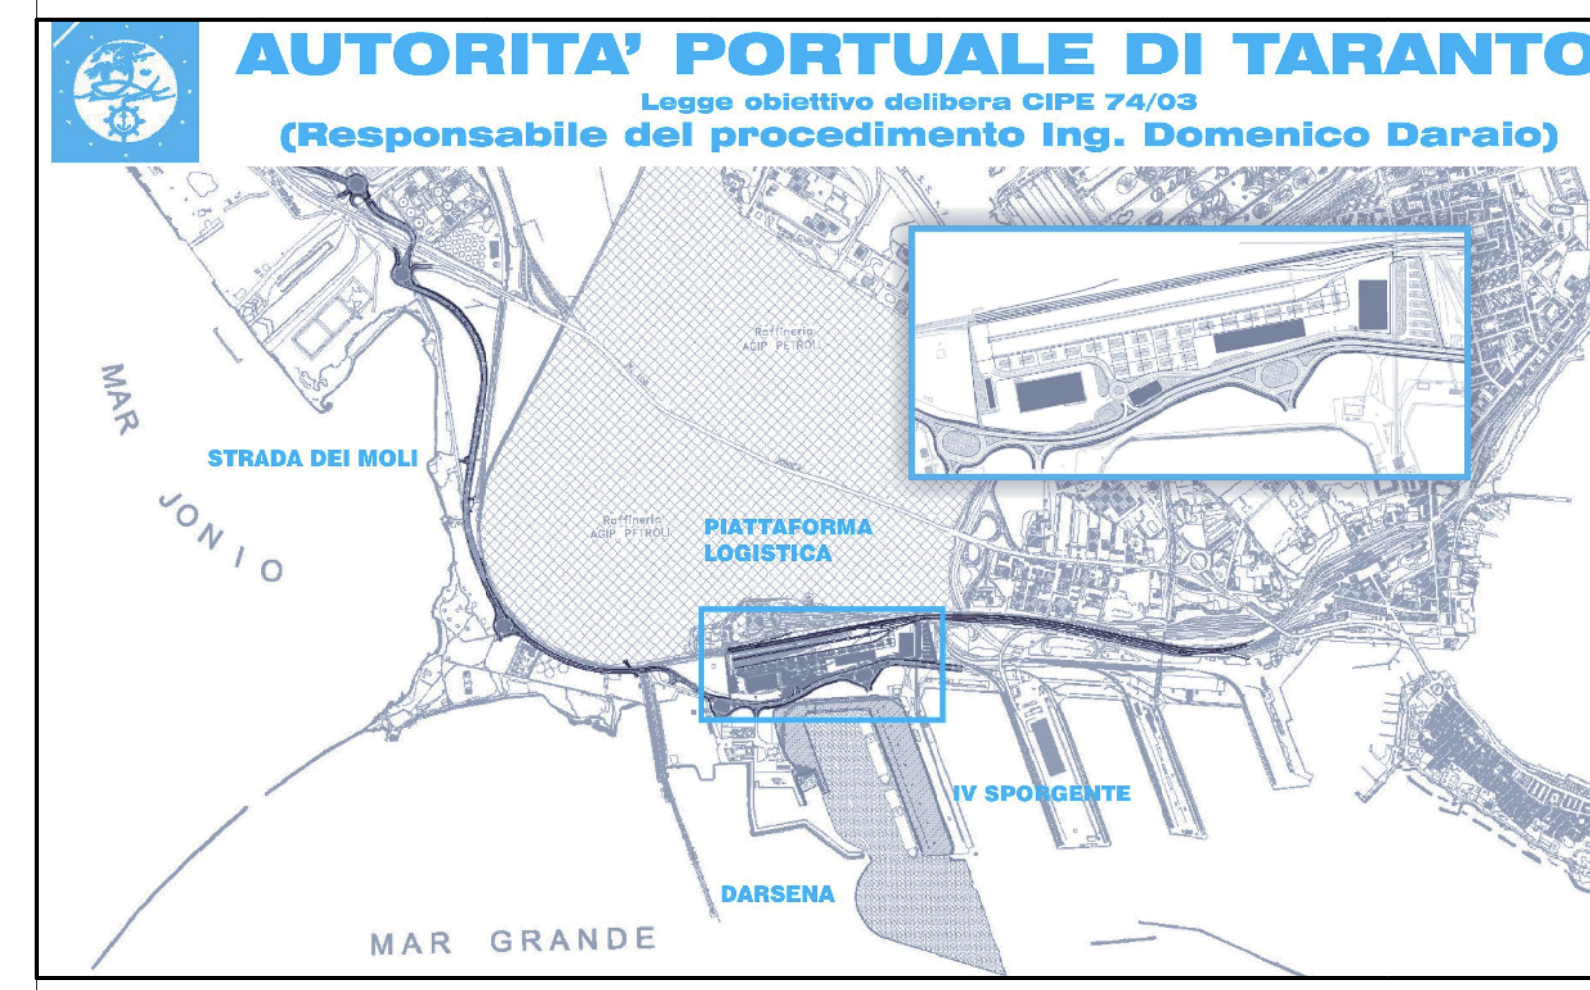 AUTORITA' PORTUALE DI TARANTO
Legge obiettivo delibera CIPE 74/03
(Responsabile del procedimento Ing. Domenico Daraio)
Raffineria
AGIP PETROLI
MAR
JONIO
STRADA DEI MOLI
Raffineria
AGIP PETROLI
PIATTAFORMA
LOGISTICA
IV SPORGENTE
DARSENA
MAR GRANDE